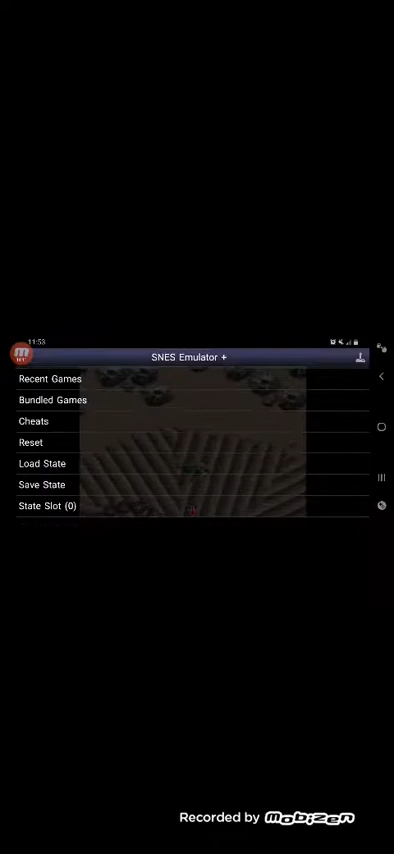 11:53
SNES Emulator +
Recent Games
Bundled Games
Cheats
Reset
Load State
Save State
State Slot (0)
Recorded by Mobizen